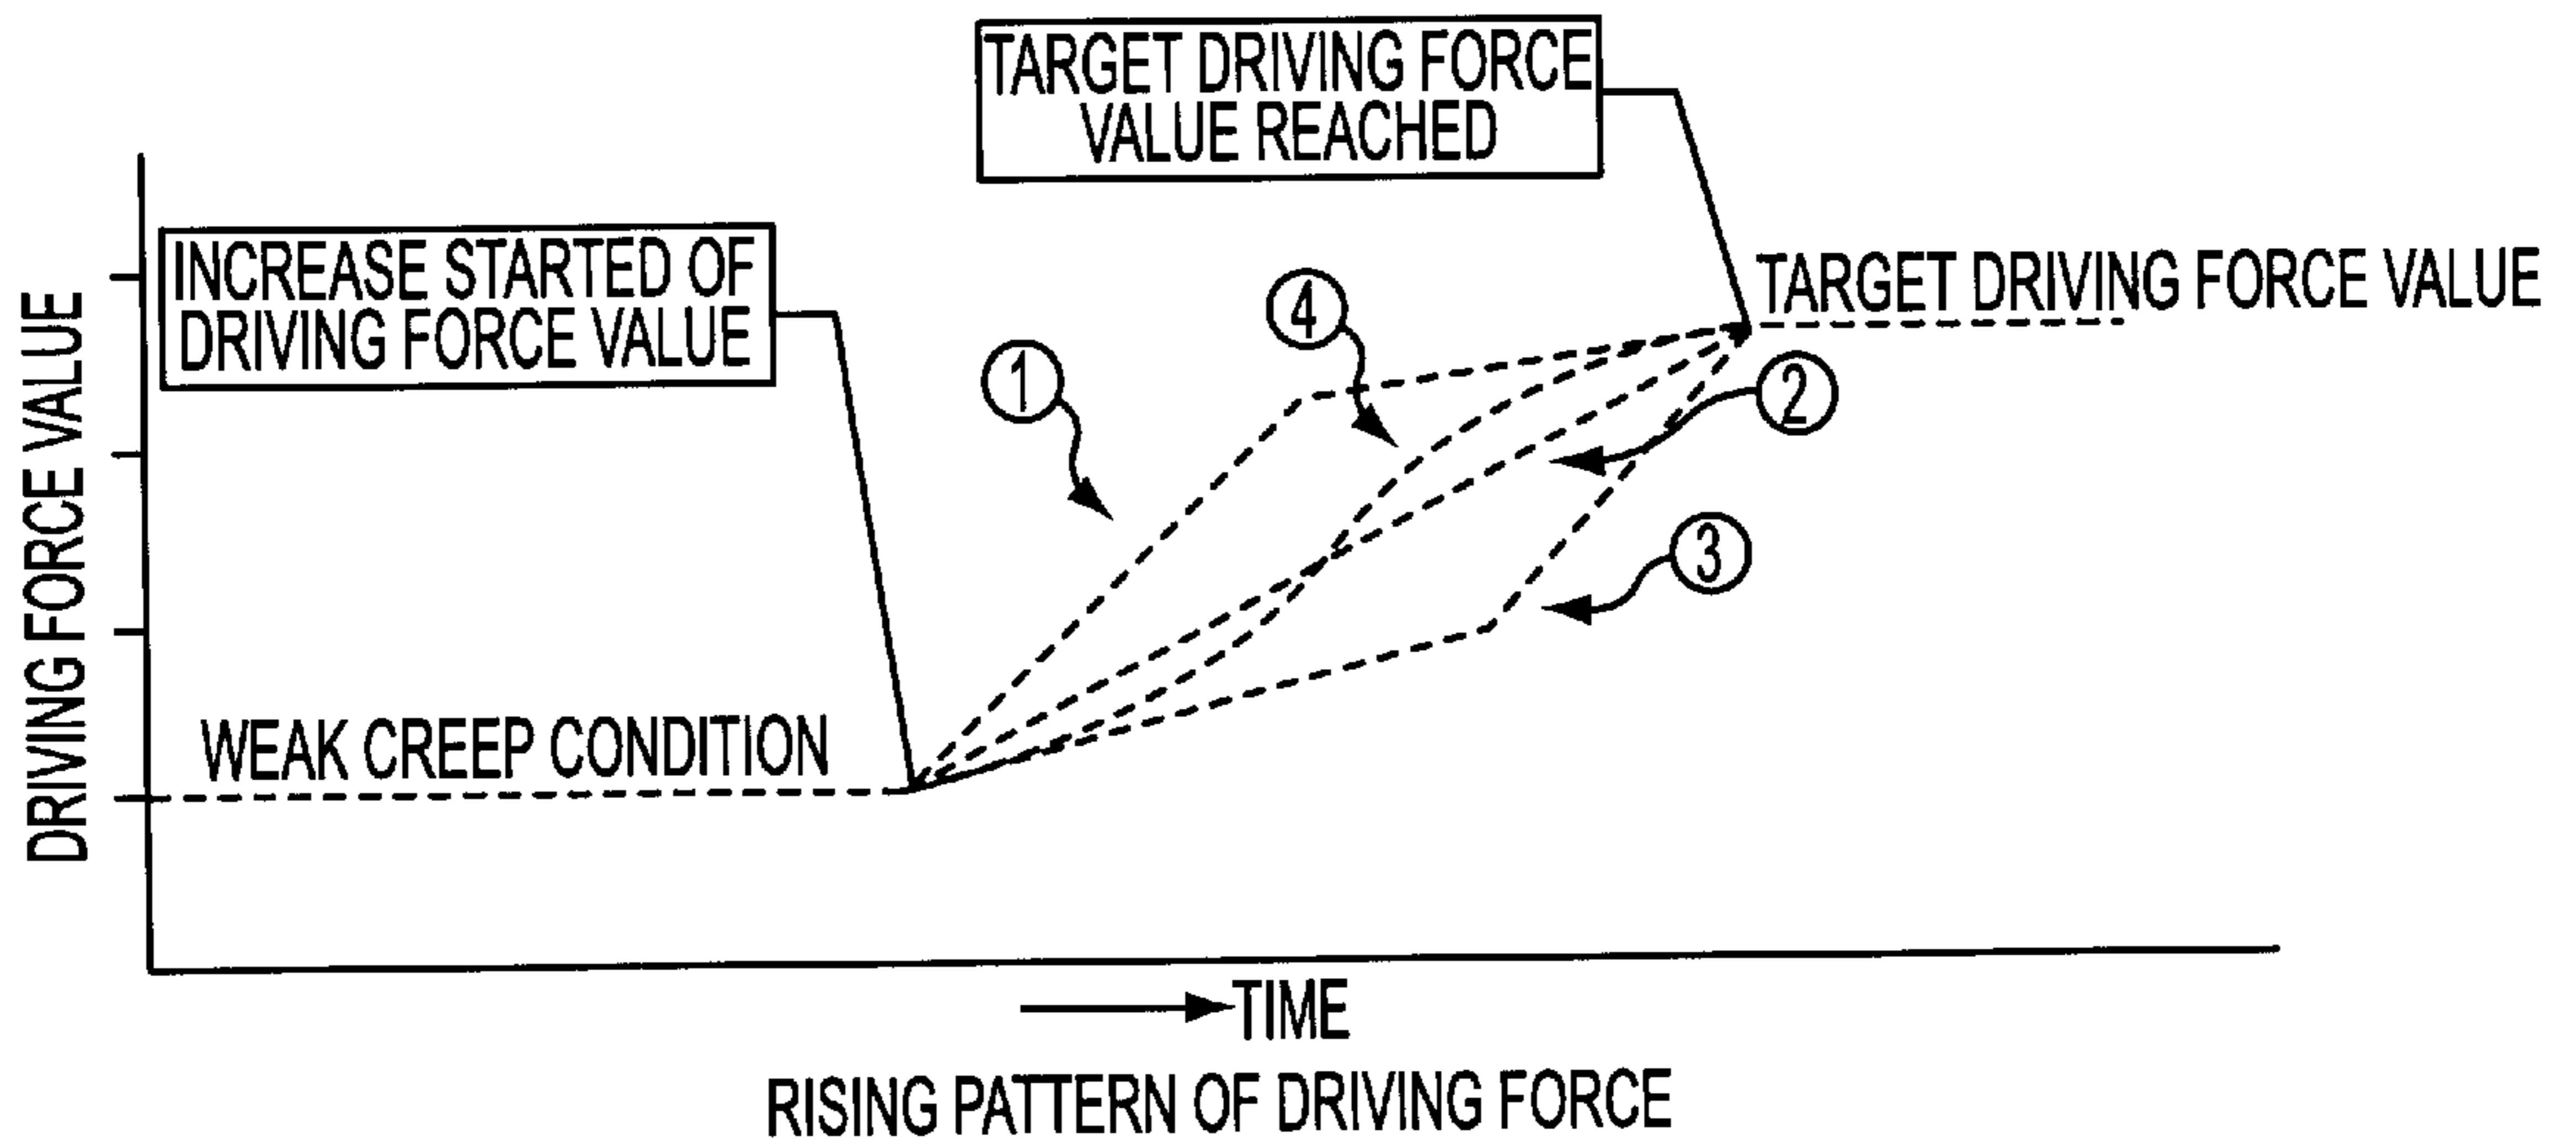 TARGET DRIVING FORCE
VALUE REACHED
INCREASE STARTED OF
DRIVING FORCE VALUE
TARGET DRIVING FORCE VALUE
4
1
2
3
DRIVING FORCE VALUE
WEAK CREEP CONDITION
TIME
RISING PATTERN OF DRIVING FORCE